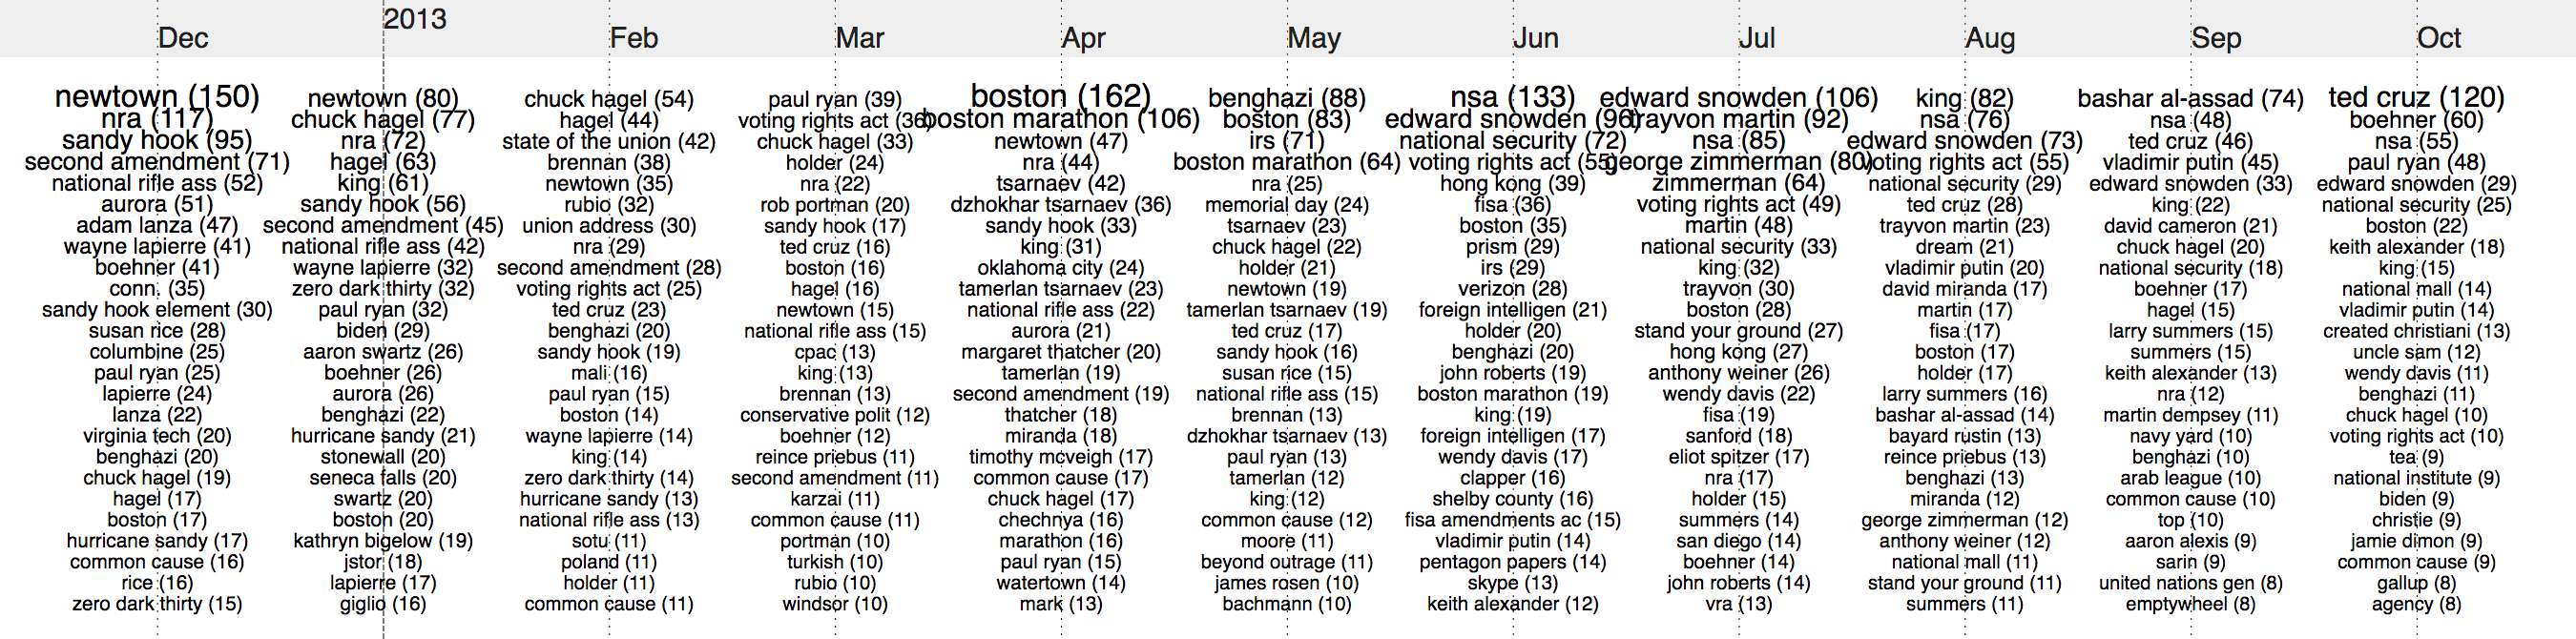 Dec
newtown (150)
nra (117)
sandy hook (95)
second amendment (71)
national rifle ass (52)
aurora (51)
adam lanza (47)
wayne lapierre (41)
boehner (41)
conn. (35)
sandy hook element (30)
susan rice (28)
columbine (25)
paul ryan (25)
lapierre (24)
lanza (22)
virginia tech (20)
benghazi (20)
chuck hagel (19)
hagel (17)
boston (17)
hurricane sandy (17)
common cause (16)
rice (16)
zero dark thirty (15)
2013
newtown (80)
chuck hagel (77)
nra (72)
hagel (63)
king (61)
sandy hook (56)
second amendment (45)
national rifle ass (42)
wayne lapierre (32)
zero dark thirty (32)
paul ryan (32)
biden (29)
aaron swartz (26)
boehner (26)
aurora (26)
benghazi (22)
hurricane sandy (21)
stonewall (20)
seneca falls (20)
swartz (20)
boston (20)
kathryn bigelow (19)
jstor (18)
lapierre (17)
giglio (16)
Feb
chuck hagel (54)
hagel (44)
state of the union (42)
brennan (38)
newtown (35)
rubio (32)
union address (30)
nra (29)
second amendment (28)
voting rights act (25)
ted cruz (23)
benghazi (20)
sandy hook (19)
mali (16)
paul ryan (15)
boston (14)
wayne lapierre (14)
king (14)
zero dark thirty (14)
hurricane sandy (13)
national rifle ass (13)
sotu (11)
poland (11)
holder (11)
common cause (11)
Mar
paul ryan (39)
voting rights act (36)
chuck hagel (33)
holder (24)
nra (22)
rob portman (20)
sandy hook (17)
ted cruz (16)
boston (16)
hagel (16)
newtown (15)
national rifle ass (15)
cpac (13)
king (13)
brennan (13)
conservative polit (12)
boehner (12)
reince priebus (11)
second amendment (11)
karzai (11)
common cause (11)
portman (10)
turkish (10)
rubio (10)
windsor (10)
Apr
boston (162)
boston marathon (106)
newtown (47)
nra (44)
tsarnaev (42)
dzhokhar tsarnaev (36)
sandy hook (33)
king (31)
oklahoma city (24)
tamerlan tsarnaev (23)
national rifle ass (22)
aurora (21)
margaret thatcher (20)
tamerlan (19)
second amendment (19)
thatcher (18)
miranda (18)
timothy mcveigh (17)
common cause (17)
chuck hagel (17)
chechnya (16)
marathon (16)
paul ryan (15)
watertown (14)
mark (13)
May
benghazi (88)
boston (83)
irs (71)
boston marathon (64)
nra (25)
memorial day (24)
tsarnaev (23)
chuck hagel (22)
holder (21)
newtown (19)
tamerlan tsarnaev (19)
ted cruz (17)
sandy hook (16)
susan rice (15)
national rifle ass (15)
brennan (13)
dzhokhar tsarnaev (13)
paul ryan (13)
tamerlan (12)
king (12)
common cause (12)
moore (11)
beyond outrage (11)
james rosen (10)
bachmann (10)
Jun
nsa (133)
edward snowden (96)
national security (72)
voting rights act (55)
hong kong (39)
fisa (36)
boston (35)
prism (29)
irs (29)
verizon (28)
foreign intelligen (21)
holder (20)
benghazi (20)
john roberts (19)
boston marathon (19)
king (19)
foreign intelligen (17)
wendy davis (17)
clapper (16)
shelby county (16)
fisa amendments ac (15)
vladimir putin (14)
pentagon papers (14)
skype (13)
keith alexander (12)
Jul
edward snowden (106)
trayvon martin (92)
nsa (85)
george zimmerman (80)
zimmerman (64)
voting rights act (49)
martin (48)
national security (33)
king (32)
trayvon (30)
boston (28)
stand your ground (27)
hong kong (27)
anthony weiner (26)
wendy davis (22)
fisa (19)
sanford (18)
eliot spitzer (17)
nra (17)
holder (15)
summers (14)
san diego (14)
boehner (14)
john roberts (14)
vra (13)
Aug
king (82)
nsa (76)
edward snowden (73)
voting rights act (55)
national security (29)
ted cruz (28)
trayvon martin (23)
dream (21)
vladimir putin (20)
david miranda (17)
martin (17)
fisa (17)
boston (17)
holder (17)
larry summers (16)
bashar al-assad (14)
bayard rustin (13)
reince priebus (13)
benghazi (13)
miranda (12)
george zimmerman (12)
anthony weiner (12)
national mall (11)
stand your ground (11)
summers (11)
Sep
bashar al-assad (74)
nsa (48)
ted cruz (46)
vladimir putin (45)
edward snowden (33)
king (22)
david cameron (21)
chuck hagel (20)
national security (18)
boehner (17)
hagel (15)
larry summers (15)
summers (15)
keith alexander (13)
nra (12)
martin dempsey (11)
navy yard (10)
benghazi (10)
arab league (10)
common cause (10)
top (10)
aaron alexis (9)
sarin (9)
united nations gen (8)
emptywheel (8)
Oct
ted cruz (120)
boehner (60)
nsa (55)
paul ryan (48)
edward snowden (29)
national security (25)
boston (22)
keith alexander (18)
king (15)
national mall (14)
vladimir putin (14)
created christiani (13)
uncle sam (12)
wendy davis (11)
benghazi (11)
chuck hagel (10)
voting rights act (10)
tea (9)
national institute (9)
biden (9)
christie (9)
jamie dimon (9)
common cause (9)
gallup (8)
agency (8)